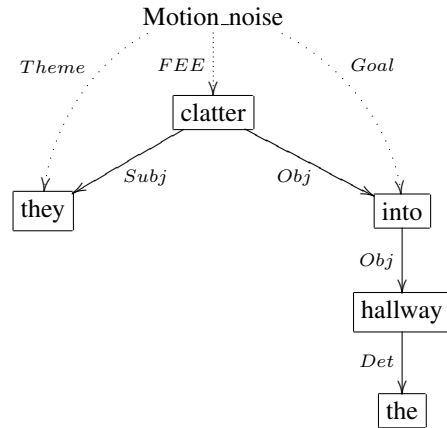 Motion_noise
Theme FEE Goal
clatter
Subj Obj
they into
Obj
hallway
Det
the